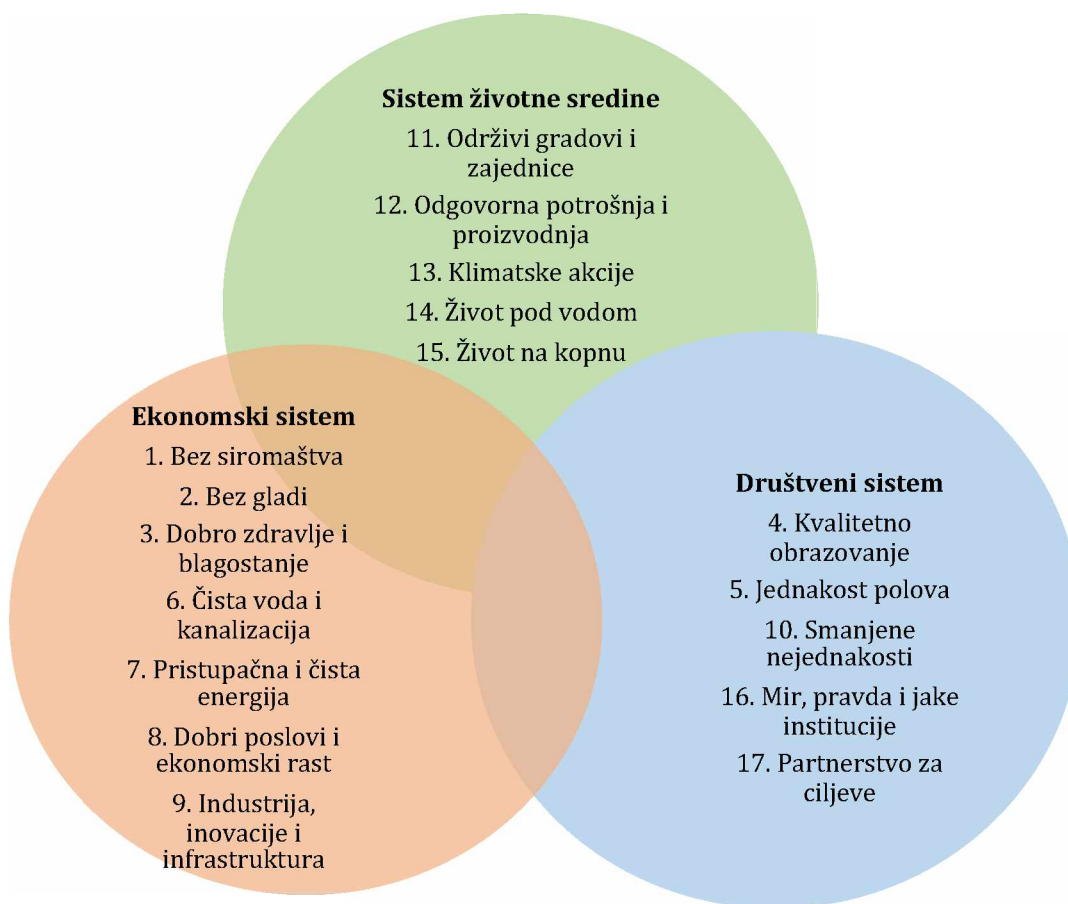 Sistem životne sredine
11. Održivi gradovi i
zajednice
12. Odgovorna potrošnja i
proizvodnja
13. Klimatske akcije
14. Život pod vodom
15. Život na kopnu
Ekonomski sistem
1. Bez siromaštva
2. Bez gladi
3. Dobro zdravlje i
blagostanje
6. Čista voda i
kanalizacija
7. Pristupačna i čista
energija
8. Dobri poslovi i
ekonomski rast
9. Industrija,
inovacije i
infrastruktura
Društveni sistem
4. Kvalitetno
obrazovanje
5. Jednakost polova
10. Smanjene
nejednakosti
16. Mir, pravda i jake
institucije
17. Partnerstvo za
ciljeve